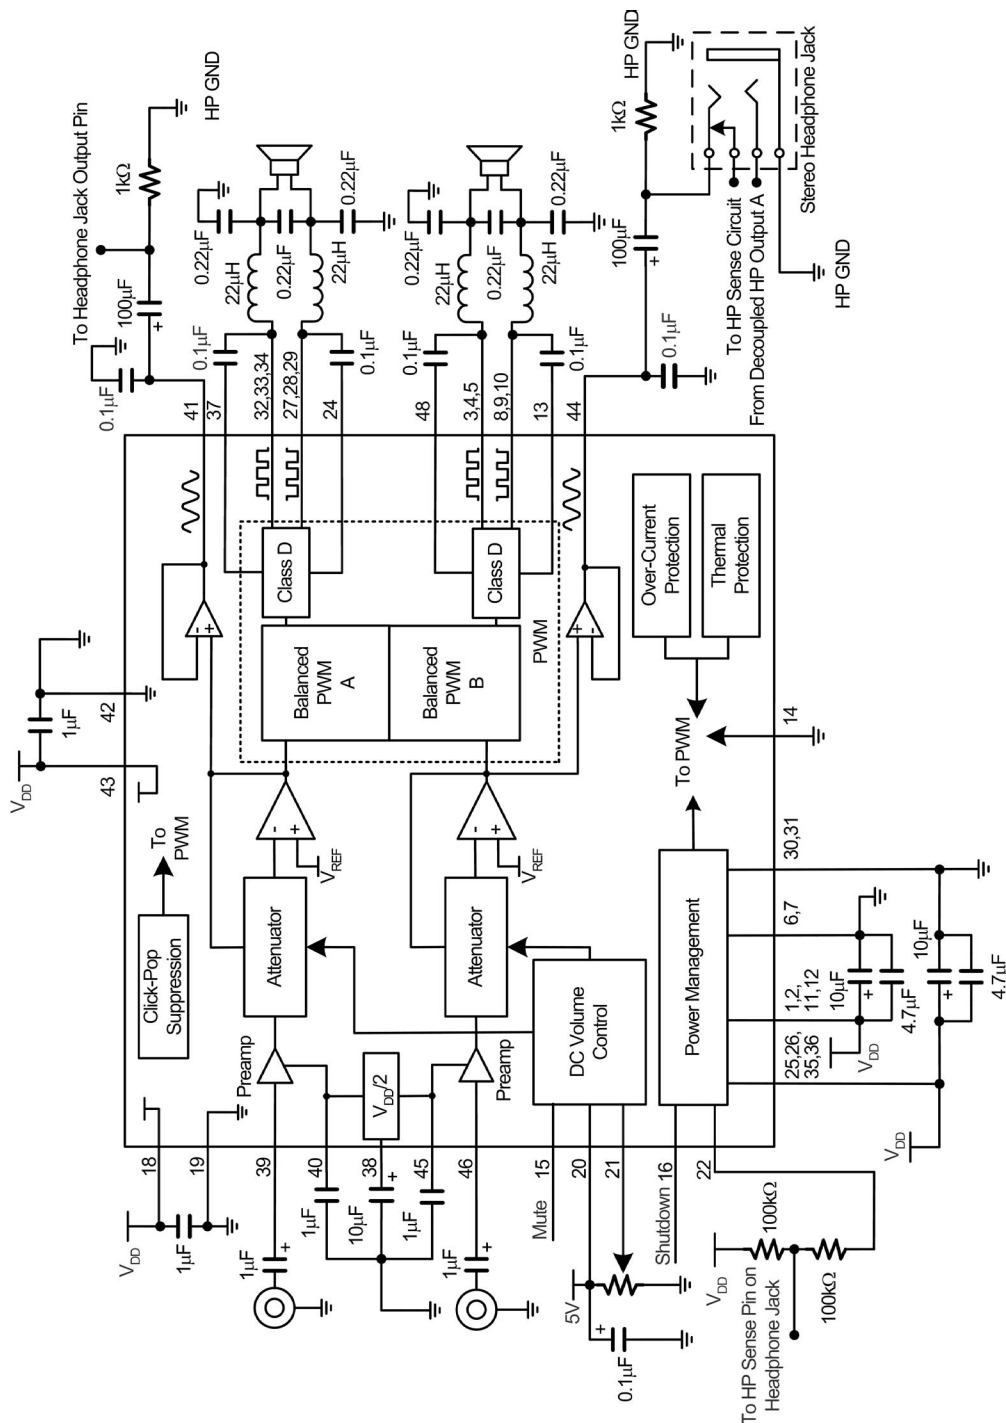 V_DD
1μF
18
19
1μF
39
1μF
40
10μF
38
1μF
45
1μF
46
Mute
15
5V
20
21
0.1μF
Shutdown 16
22
V_DD
100kΩ
100kΩ
To HP Sense Pin on
Headphone Jack
Click-Pop
Suppression
To
PWM
Preamp
V_DD/2
Preamp
Attenuator
Attenuator
DC Volume
Control
Power Management
-
+
V_REF
-
+
V_REF
V_DD
43
1μF
42
-
+
Balanced
PWM
A
Balanced
PWM
B
PWM
Class D
Class D
+
-
To PWM
14
Over-Current
Protection
Thermal
Protection
V_DD
25,26,
35,36
V_DD
1,2,
11,12
10μF
+
4.7μF
6,7
30,31
10μF
+
4.7μF
41
0.1μF
100μF
+
To Headphone Jack Output Pin
1kΩ
HP GND
37
0.1μF
32,33,34
27,28,29
24
0.1μF
22μH
0.22μF
22μH
0.22μF
0.22μF
48
0.1μF
3,4,5
8,9,10
13
0.1μF
22μH
0.22μF
22μH
0.22μF
0.22μF
44
0.1μF
100μF
+
1kΩ
HP GND
To HP Sense Circuit
From Decoupled HP Output A
HP GND
Stereo Headphone Jack